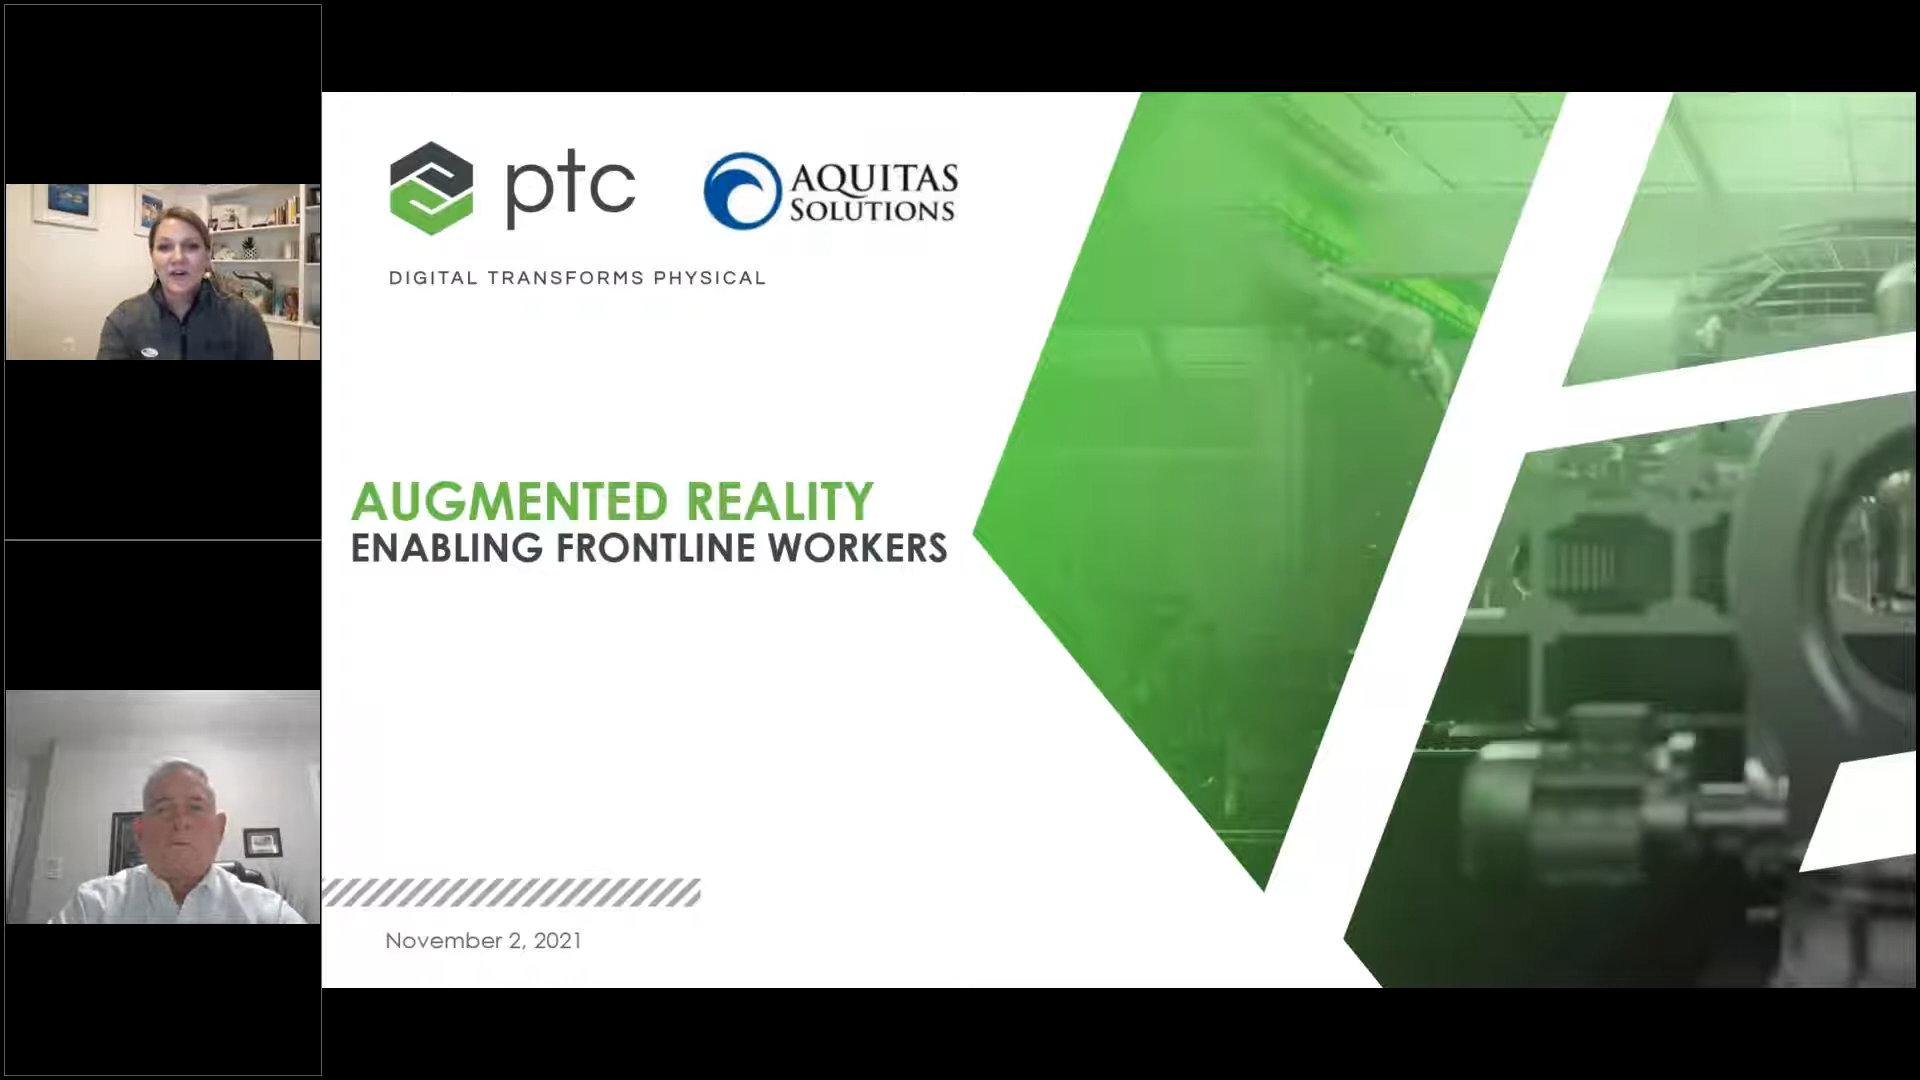 ptc
AQUITAS
SOLUTIONS
DIGITAL TRANSFORMS PHYSICAL
AUGMENTED REALITY
ENABLING FRONTLINE WORKERS
November 2, 2021